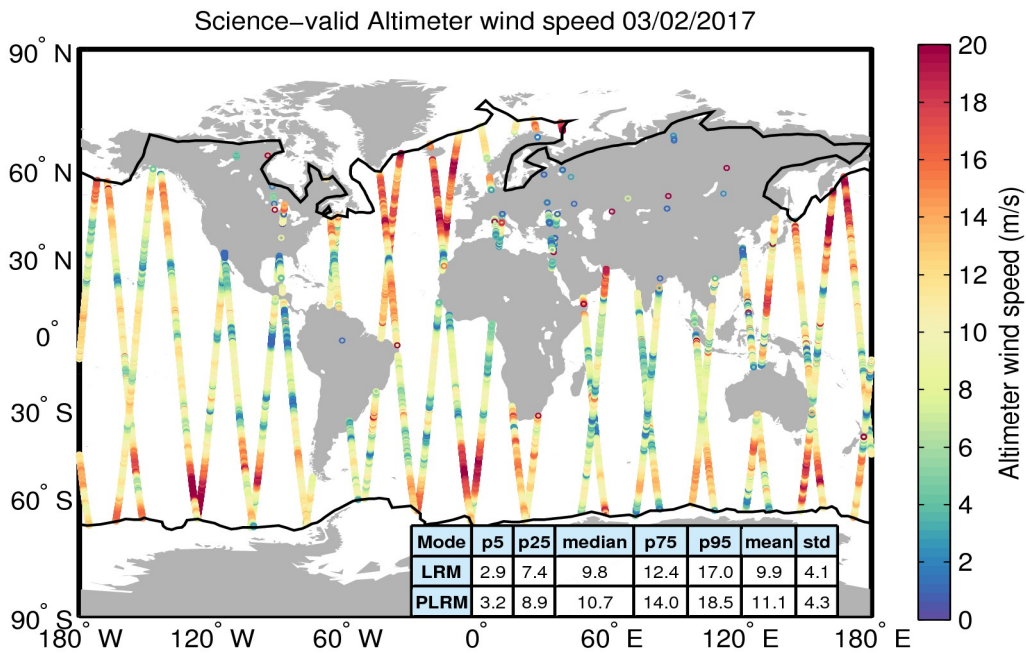 Science−valid Altimeter wind speed 03/02/2017
90° N
60° N
30° N
0°
30° S
60° S
90° S
180° W
120° W
60° W
0°
60° E
120° E
180° E
Mode p5 p25 median p75 p95 mean std
LRM 2.9 7.4 9.8 12.4 17.0 9.9 4.1
PLRM 3.2 8.9 10.7 14.0 18.5 11.1 4.3
20
18
16
14
12
10
8
6
4
2
0
Altimeter wind speed (m/s)